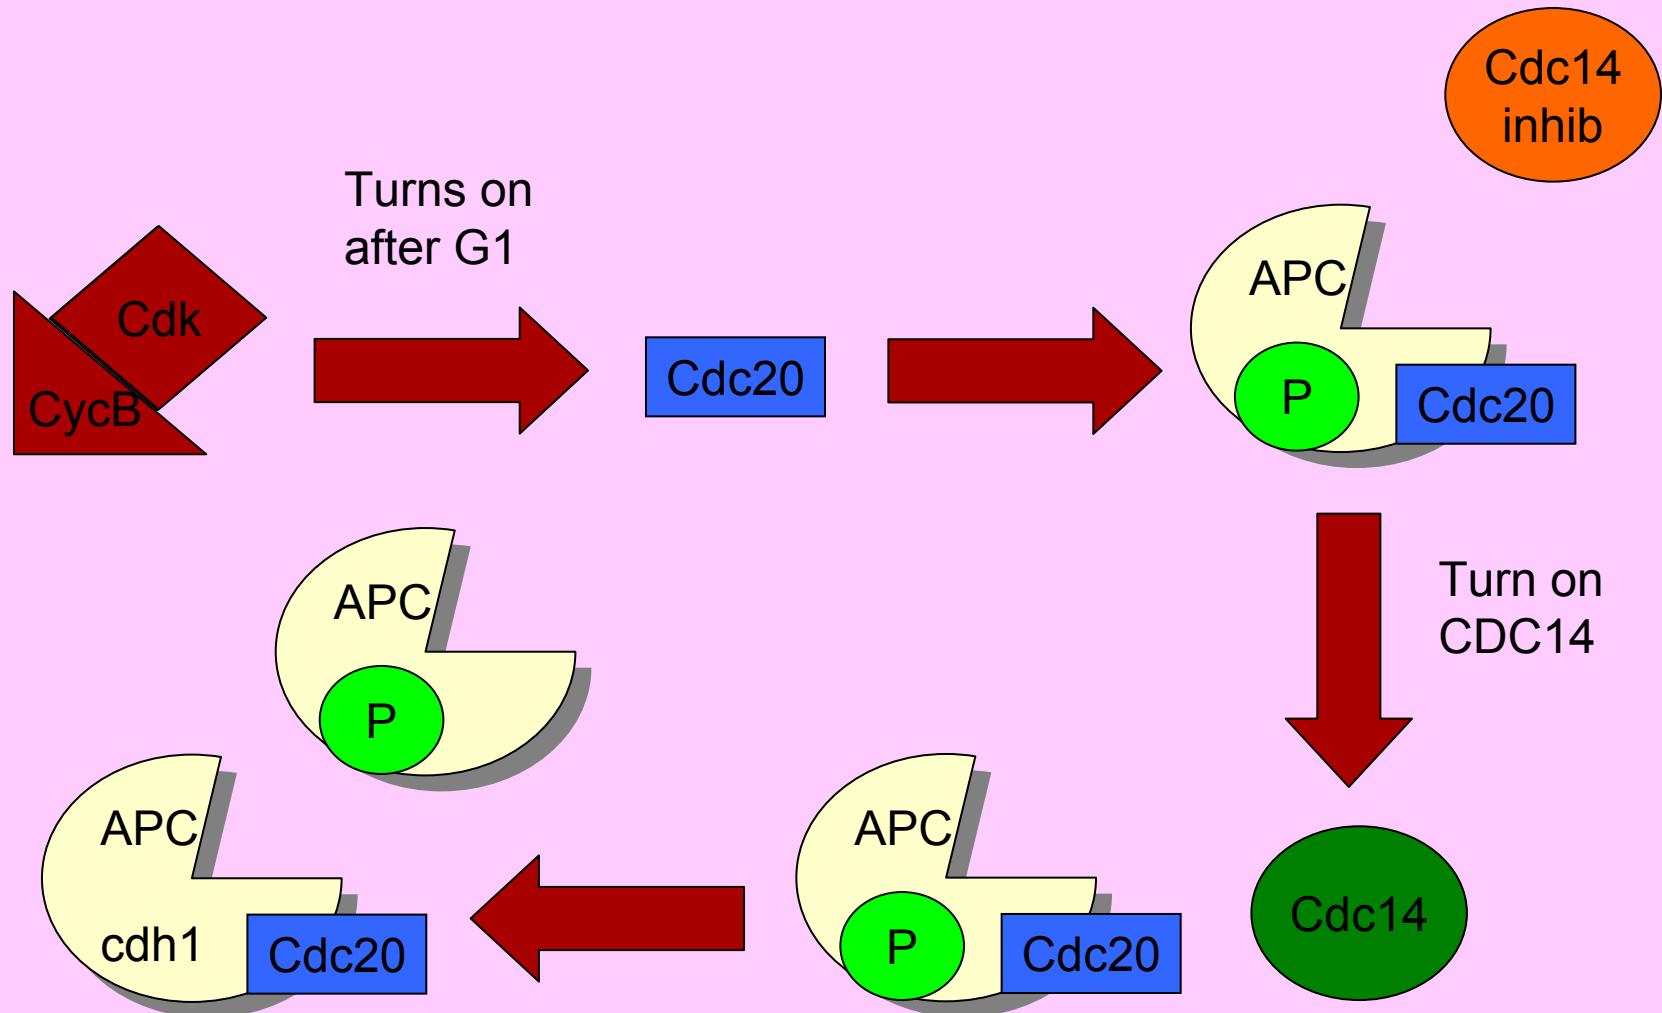 Cdc14
inhib
Turns on
after G1
Cdk
CycB
Cdc20
APC
P
Cdc20
Turn on
CDC14
APC
P
APC
cdh1
Cdc20
APC
P
Cdc20
Cdc14